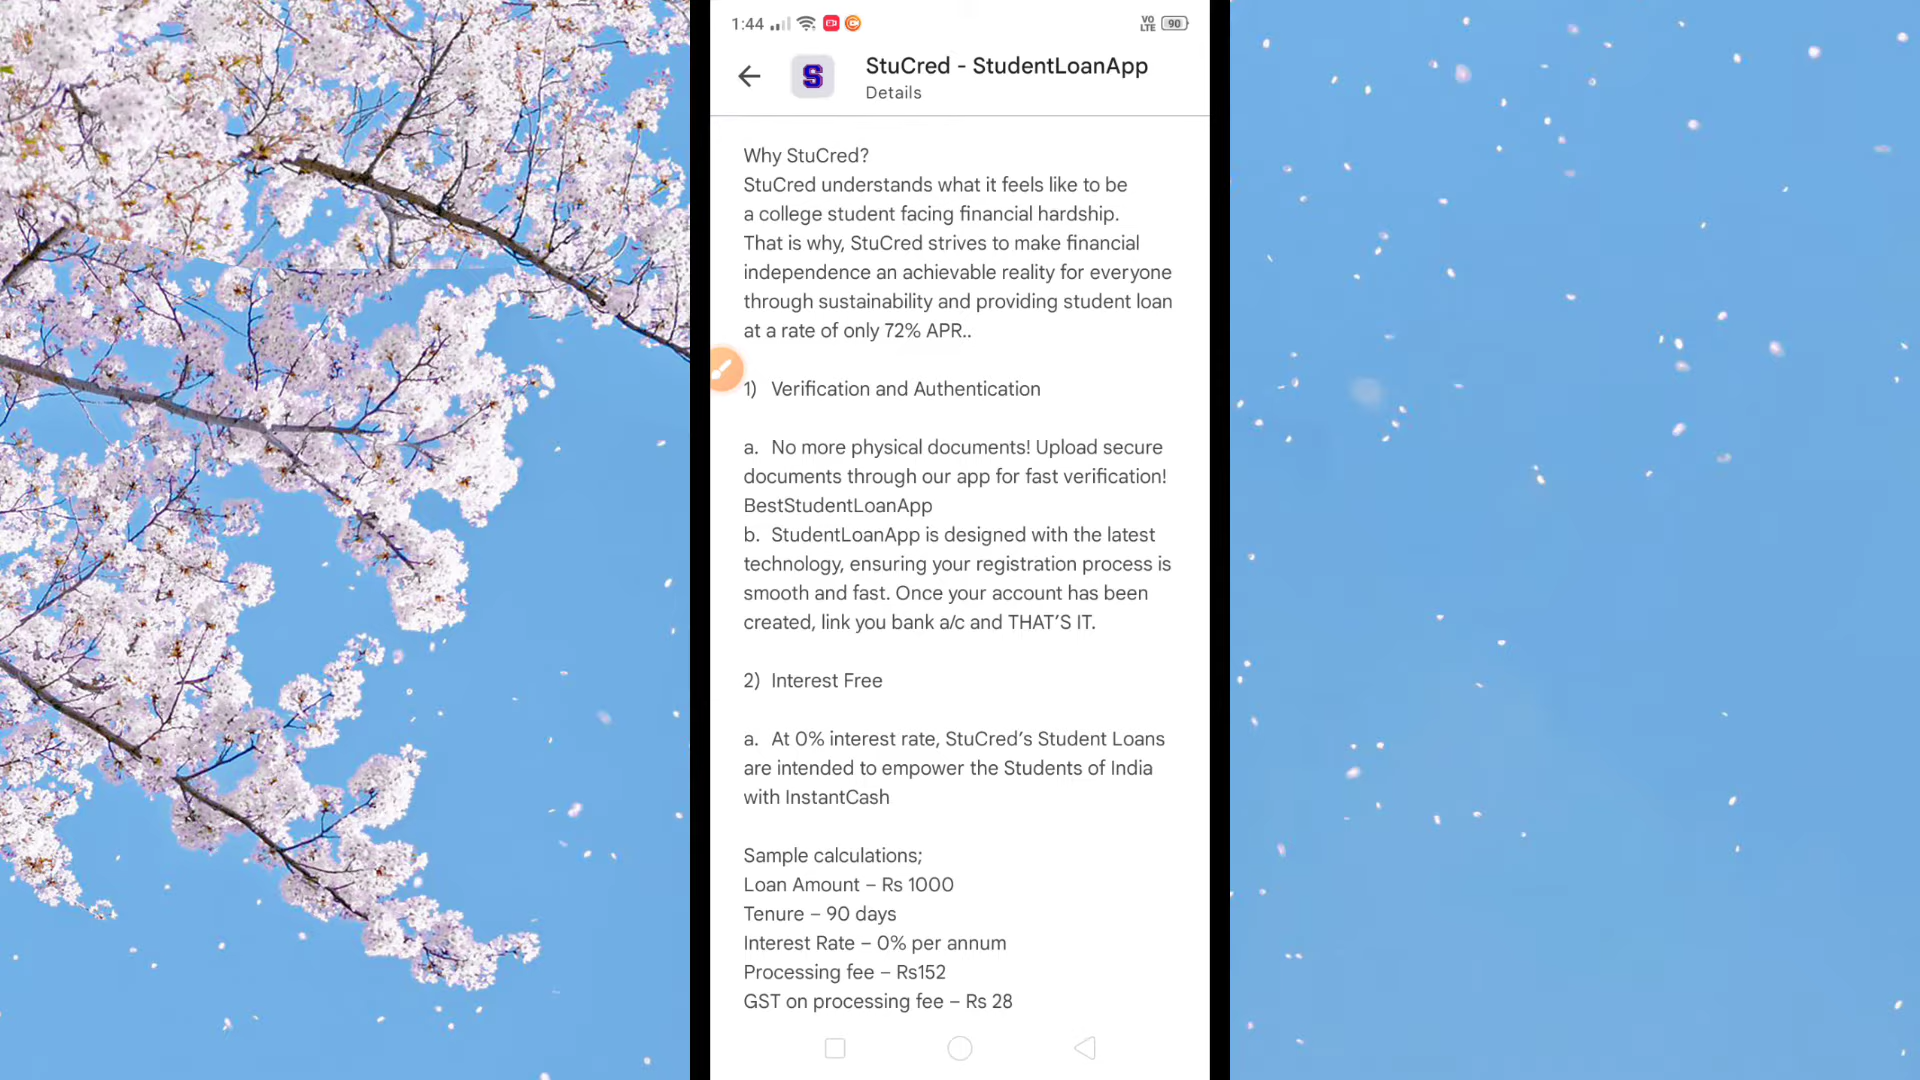 1:44
VO
LTE
90
S
StuCred - StudentLoanApp
Details
Why StuCred?
StuCred understands what it feels like to be
a college student facing financial hardship.
That is why, StuCred strives to make financial
independence an achievable reality for everyone
through sustainability and providing student loan
at a rate of only 72% APR..
1) Verification and Authentication
a. No more physical documents! Upload secure
documents through our app for fast verification!
BestStudentLoanApp
b. StudentLoanApp is designed with the latest
technology, ensuring your registration process is
smooth and fast. Once your account has been
created, link you bank a/c and THAT’S IT.
2) Interest Free
a. At 0% interest rate, StuCred’s Student Loans
are intended to empower the Students of India
with InstantCash
Sample calculations;
Loan Amount – Rs 1000
Tenure – 90 days
Interest Rate – 0% per annum
Processing fee – Rs152
GST on processing fee – Rs 28